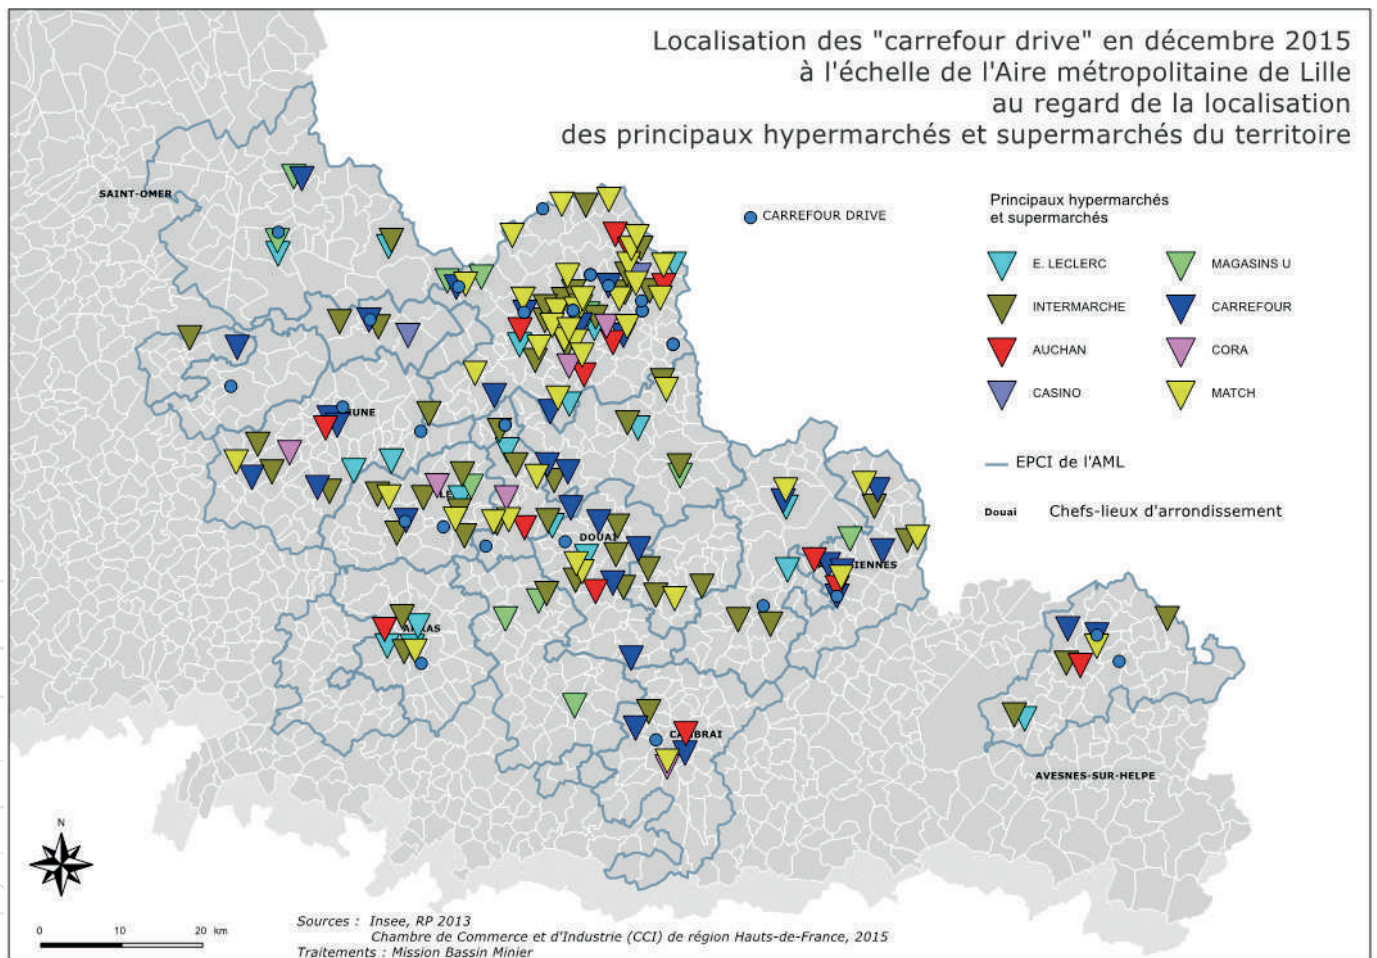 Localisation des "carrefour drive" en décembre 2015
à l'échelle de l'Aire métropolitaine de Lille
au regard de la localisation
des principaux hypermarchés et supermarchés du territoire
CARREFOUR DRIVE
Principaux hypermarchés
et supermarchés
E. LECLERC
MAGASINS U
INTERMARCHE
CARREFOUR
AUCHAN
CORA
CASINO
MATCH
EPCI de l'AML
Douai
Chefs-lieux d'arrondissement
SAINT-OMER
DOUAI
AVESNES-SUR-HELPE
N
0 10 20 km
Sources : Insee, RP 2013
Chambre de Commerce et d'Industrie (CCI) de région Hauts-de-France, 2015
Traitements : Mission Bassin Minier